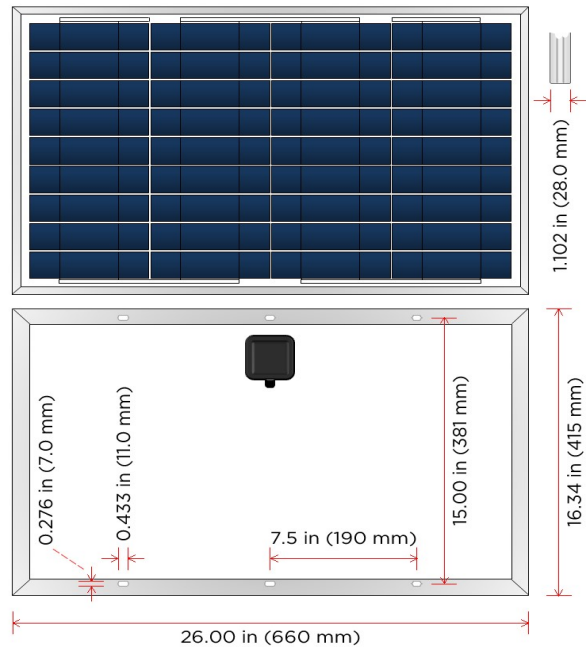 1.102 in (28.0 mm)
0.276 in (7.0 mm)
0.433 in (11.0 mm)
7.5 in (190 mm)
15.00 in (381 mm)
16.34 in (415 mm)
26.00 in (660 mm)